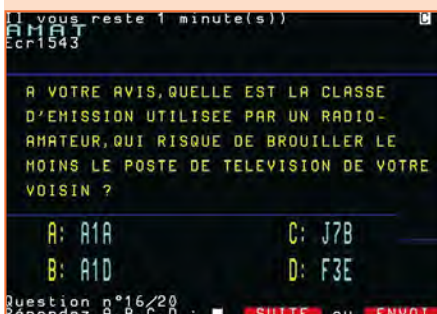 Il vous reste 1 minute(s)) C
AMAT
Ecr1543
A VOTRE AVIS,QUELLE EST LA CLASSE
D'EMISSION UTILISEE PAR UN RADIO-
AMATEUR,QUI RISQUE DE BROUILLER LE
MOINS LE POSTE DE TELEVISION DE VOTRE
VOISIN ?
A: A1A C: J7B
B: A1D D: F3E
Question n°16/20
Répondez A,B,C,D : SUITE ou ENVOI